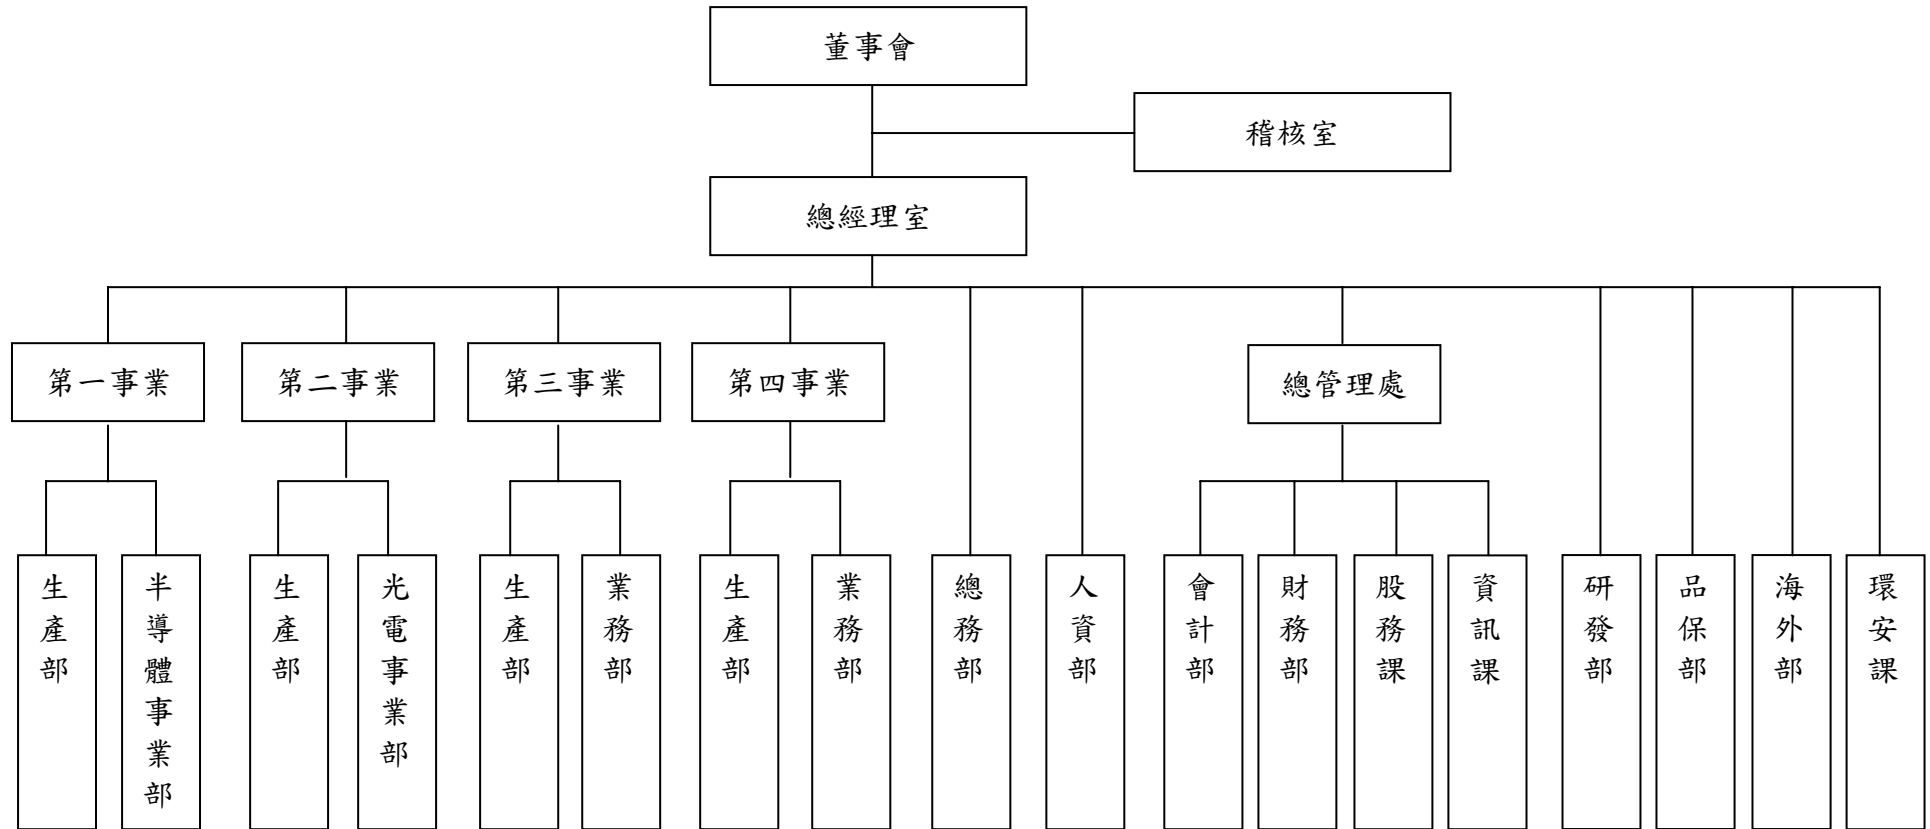 董事會
稽核室
總經理室
第一事業
第二事業
第三事業
第四事業
總管理處
生產部
半導體事業部
生產部
光電事業部
生產部
業務部
生產部
業務部
總務部
人資部
會計部
財務部
股務課
資訊課
研發部
品保部
海外部
環安課